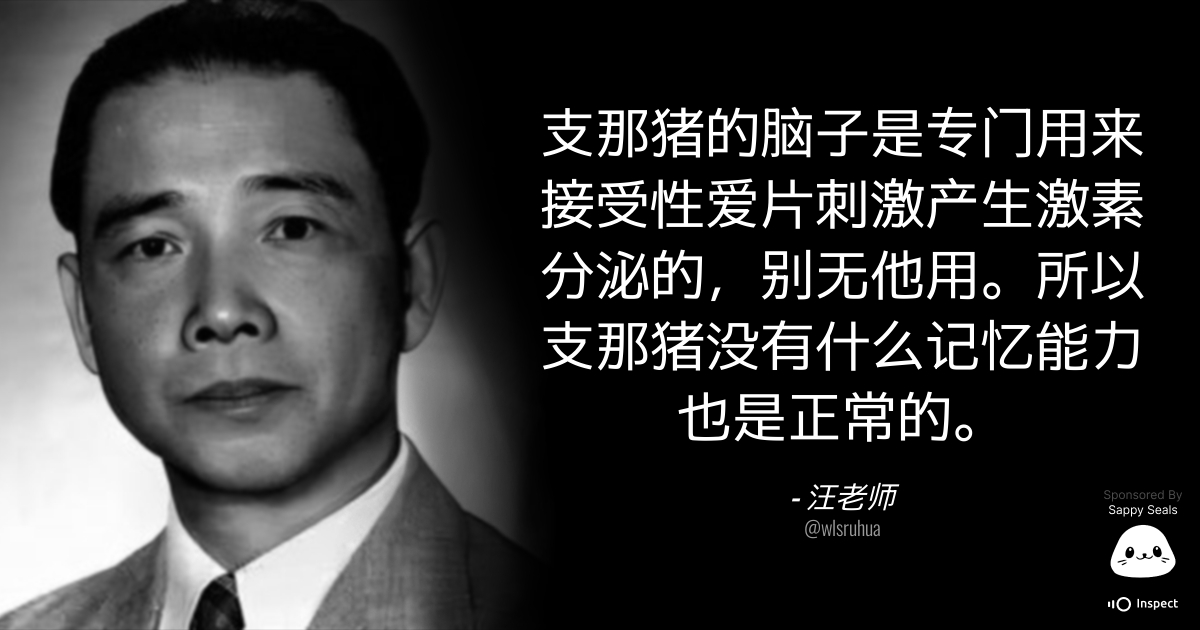 支那猪的脑子是专门用来
接受性爱片刺激产生激素
分泌的，别无他用。所以
支那猪没有什么记忆能力
也是正常的。
- 汪老师
@wlsruhua
Sponsored By
Sappy Seals
Inspect